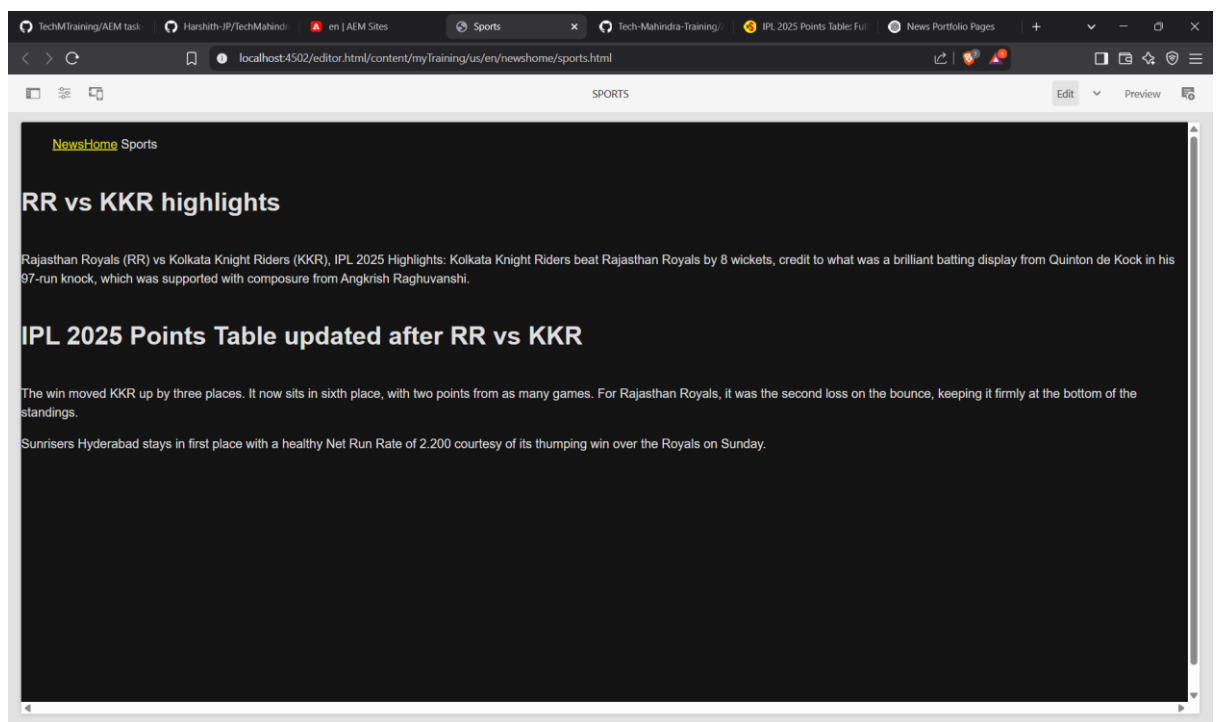 TechMTraining/AEM task Harshith-JP/TechMahind en | AEM Sites Sports Tech-Mahindra-Training/ IPL 2025 Points Table: Ful News Portfolio Pages
localhost:4502/editor.html/content/myTraining/us/en/newshome/sports.html
SPORTS Edit Preview
NewsHome Sports
RR vs KKR highlights
Rajasthan Royals (RR) vs Kolkata Knight Riders (KKR), IPL 2025 Highlights: Kolkata Knight Riders beat Rajasthan Royals by 8 wickets, credit to what was a brilliant batting display from Quinton de Kock in his
97-run knock, which was supported with composure from Angkrish Raghuvanshi.
IPL 2025 Points Table updated after RR vs KKR
The win moved KKR up by three places. It now sits in sixth place, with two points from as many games. For Rajasthan Royals, it was the second loss on the bounce, keeping it firmly at the bottom of the
standings.
Sunrisers Hyderabad stays in first place with a healthy Net Run Rate of 2.200 courtesy of its thumping win over the Royals on Sunday.